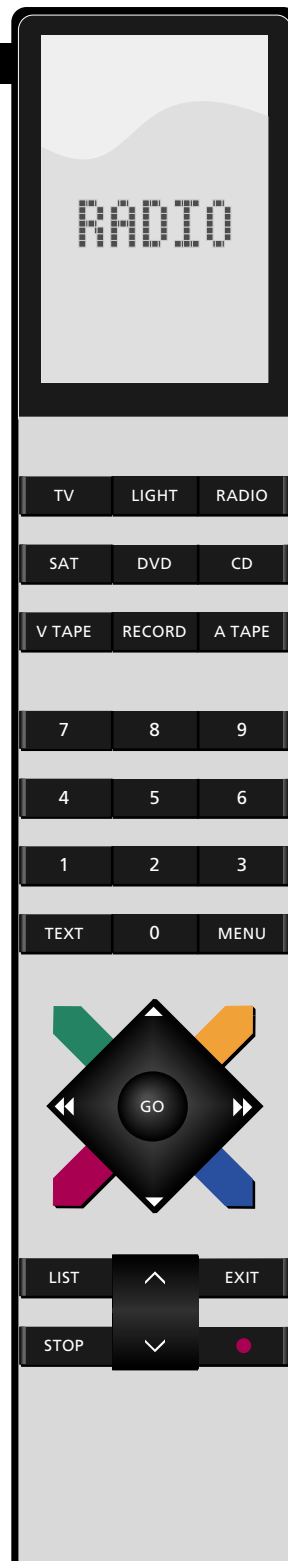 RADIO
TV LIGHT RADIO
SAT DVD CD
V TAPE RECORD A TAPE
7 8 9
4 5 6
1 2 3
TEXT 0 MENU
GO
LIST EXIT
STOP